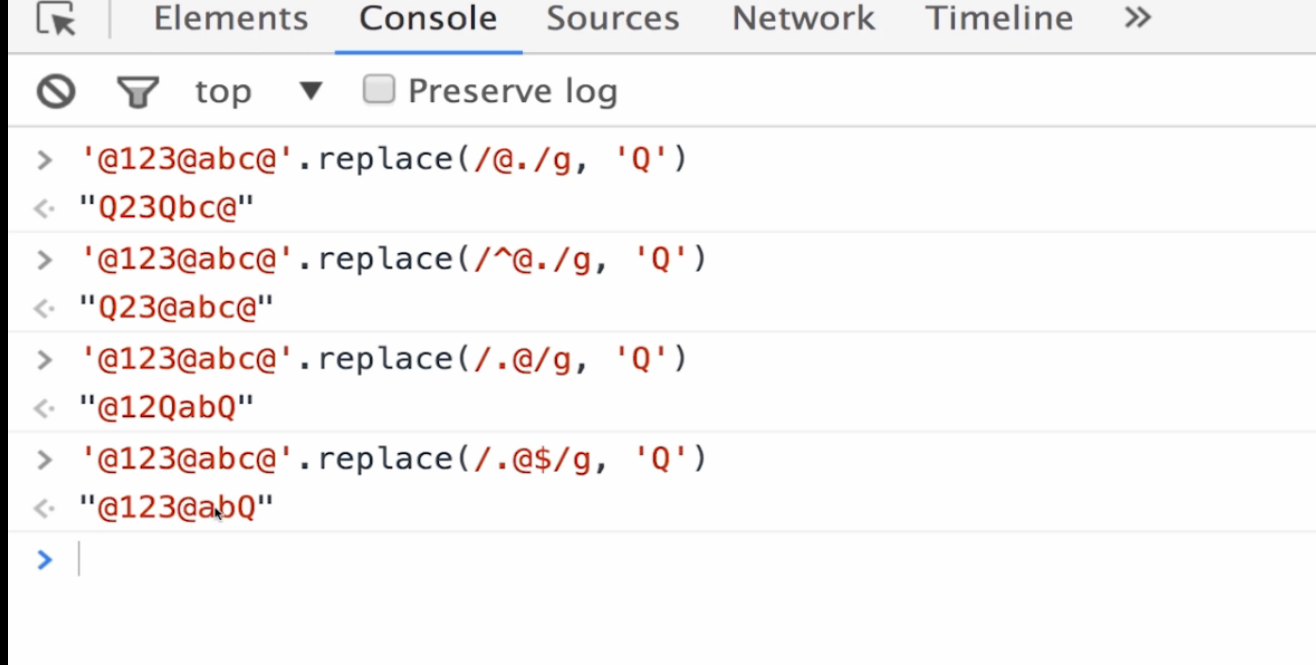 Elements Console Sources Network Timeline »
top ▼ Preserve log
> '@123@abc@'.replace(/@./g, 'Q')
<· "Q23Qbc@"
> '@123@abc@'.replace(/^@./g, 'Q')
<· "Q23@abc@"
> '@123@abc@'.replace(/.@/g, 'Q')
<· "@12QabQ"
> '@123@abc@'.replace(/.@$/g, 'Q')
<· "@123@abQ"
>